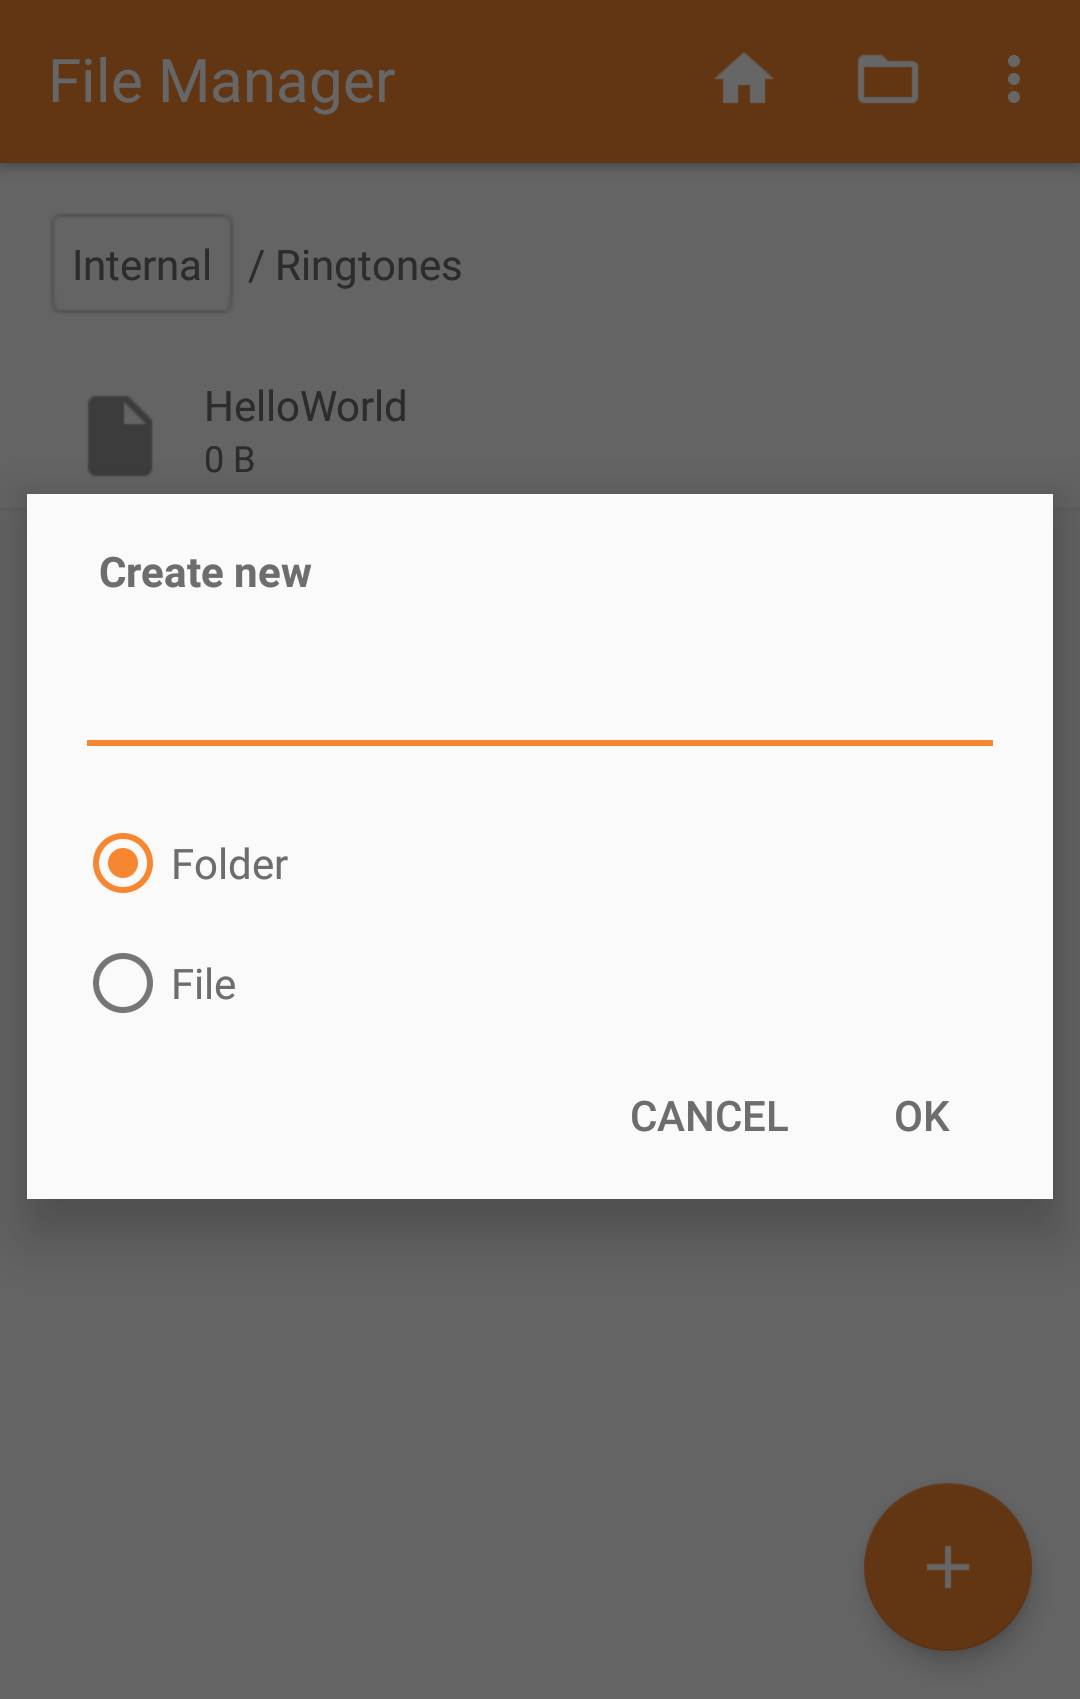 File Manager
Internal / Ringtones
HelloWorld
0 B
Create new
Folder
File
CANCEL OK